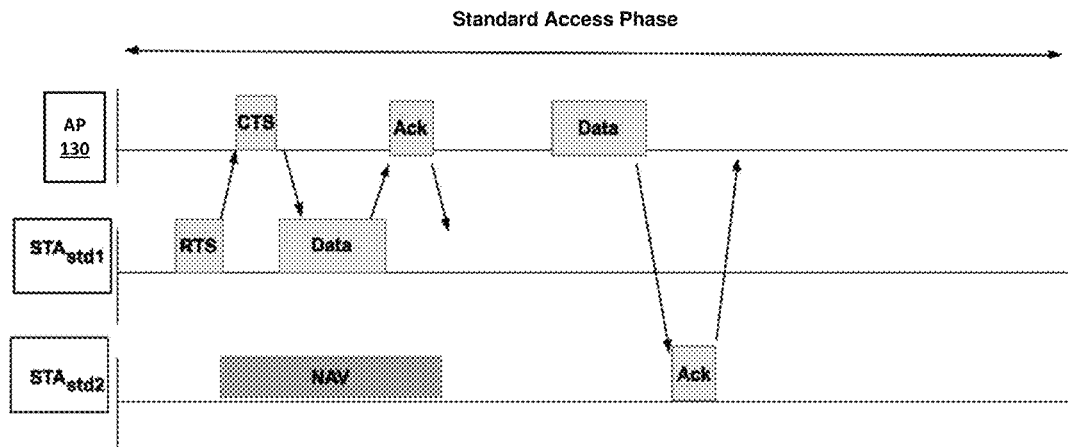 Standard Access Phase
AP
130
CTS
Ack
Data
STAstd1
RTS
Data
STAstd2
NAV
Ack